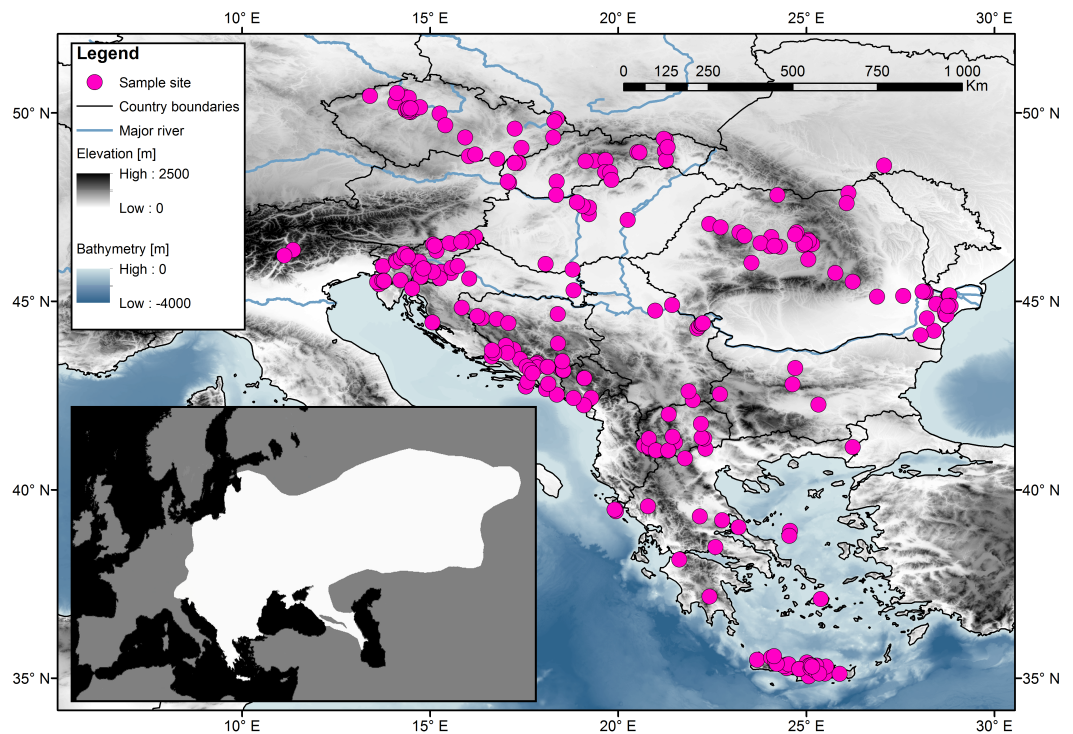 10° E 15° E 20° E 25° E 30° E
Legend
Sample site
Country boundaries
Major river
Elevation [m]
High : 2500
Low : 0
Bathymetry [m]
High : 0
Low : -4000
0 125 250 500 750 1 000
Km
50° N 50° N
45° N 45° N
40° N 40° N
35° N 35° N
10° E 15° E 20° E 25° E 30° E